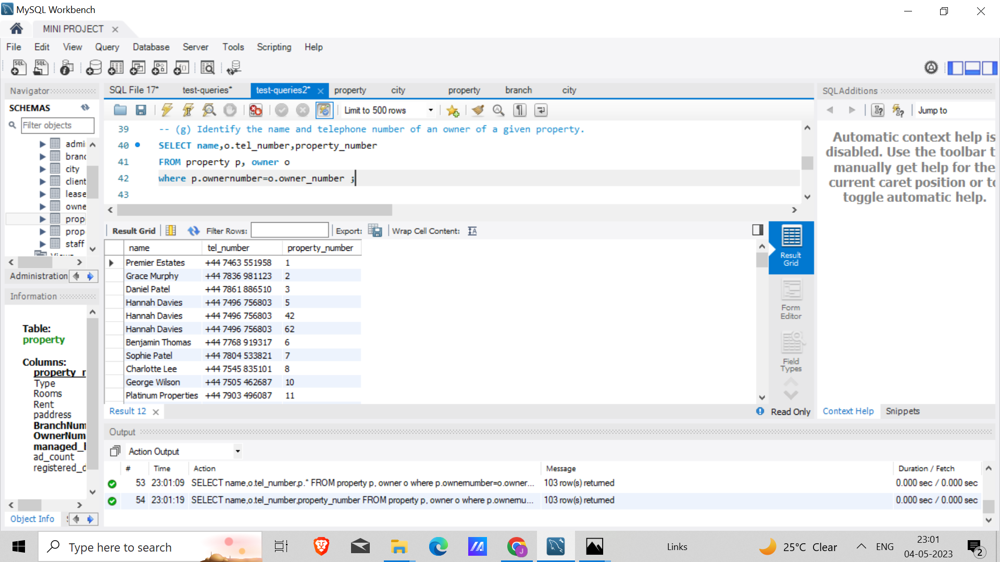 MySQL Workbench
MINI PROJECT
File Edit View Query Database Server Tools Scripting Help
Navigator
SCHEMAS
Filter objects
admi
branc
city
client
lease
owne
prop
prop
staff
Administration
Information
Table:
property
Columns:
property_r
Type
Rooms
Rent
paddress
BranchNum
OwnerNum
managed_l
ad_count
registered_d
Object Info
SQL File 17* test-queries* test-queries2* property city property branch city
Limit to 500 rows
39 -- (g) Identify the name and telephone number of an owner of a given property.
40 SELECT name,o.tel_number,property_number
41 FROM property p, owner o
42 where p.ownernumber=o.owner_number ;
43
Result Grid Filter Rows: Export: Wrap Cell Content:
name tel_number property_number
Premier Estates +44 7463 551958 1
Grace Murphy +44 7836 981123 2
Daniel Patel +44 7861 886510 3
Hannah Davies +44 7496 756803 5
Hannah Davies +44 7496 756803 42
Hannah Davies +44 7496 756803 62
Benjamin Thomas +44 7768 919317 6
Sophie Patel +44 7804 533821 7
Charlotte Lee +44 7545 835101 8
George Wilson +44 7505 462687 10
Platinum Properties +44 7903 496087 11
Result Grid
Form Editor
Field Types
Result 12
Read Only
SQLAdditions
Jump to
Automatic context help is
disabled. Use the toolbar t
manually get help for the
current caret position or to
toggle automatic help.
Context Help Snippets
Output
Action Output
# Time Action Message Duration / Fetch
53 23:01:09 SELECT name,o.tel_number,p.* FROM property p, owner o where p.ownernumber=o.owner... 103 row(s) returned 0.000 sec / 0.000 sec
54 23:01:19 SELECT name,o.tel_number,property_number FROM property p, owner o where p.ownernu... 103 row(s) returned 0.000 sec / 0.000 sec
Type here to search
Links
25°C Clear
ENG
23:01
04-05-2023
2